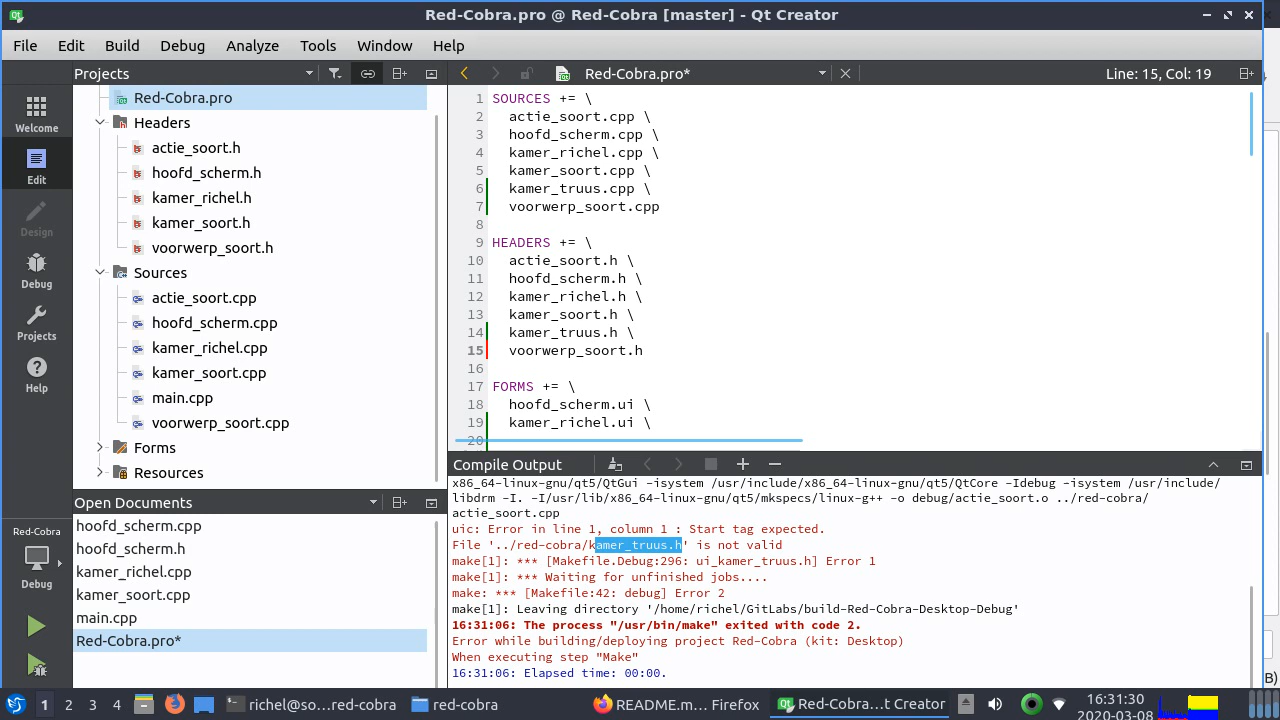 Red-Cobra.pro @ Red-Cobra [master] - Qt Creator
File Edit Build Debug Analyze Tools Window Help
Projects
Red-Cobra.pro*
Line: 15, Col: 19
Welcome
Edit
Design
Debug
Projects
Help
Red-Cobra
Debug
Red-Cobra.pro
Headers
actie_soort.h
hoofd_scherm.h
kamer_richel.h
kamer_soort.h
voorwerp_soort.h
Sources
actie_soort.cpp
hoofd_scherm.cpp
kamer_richel.cpp
kamer_soort.cpp
main.cpp
voorwerp_soort.cpp
Forms
Resources
Open Documents
hoofd_scherm.cpp
hoofd_scherm.h
kamer_richel.cpp
kamer_soort.cpp
main.cpp
Red-Cobra.pro*
1 SOURCES += \
2 actie_soort.cpp \
3 hoofd_scherm.cpp \
4 kamer_richel.cpp \
5 kamer_soort.cpp \
6 kamer_truus.cpp \
7 voorwerp_soort.cpp
8
9 HEADERS += \
10 actie_soort.h \
11 hoofd_scherm.h \
12 kamer_richel.h \
13 kamer_soort.h \
14 kamer_truus.h \
15 voorwerp_soort.h
16
17 FORMS += \
18 hoofd_scherm.ui \
19 kamer_richel.ui \
20
Compile Output
x86_64-linux-gnu/qt5/QtGui -isystem /usr/include/x86_64-linux-gnu/qt5/QtCore -Idebug -isystem /usr/include/
libdrm -I. -I/usr/lib/x86_64-linux-gnu/qt5/mkspecs/linux-g++ -o debug/actie_soort.o ../red-cobra/
actie_soort.cpp
uic: Error in line 1, column 1 : Start tag expected.
File '../red-cobra/kamer_truus.h' is not valid
make[1]: *** [Makefile.Debug:296: ui_kamer_truus.h] Error 1
make[1]: *** Waiting for unfinished jobs....
make: *** [Makefile:42: debug] Error 2
make[1]: Leaving directory '/home/richel/GitLabs/build-Red-Cobra-Desktop-Debug'
16:31:06: The process "/usr/bin/make" exited with code 2.
Error while building/deploying project Red-Cobra (kit: Desktop)
When executing step "Make"
16:31:06: Elapsed time: 00:00.
B)
1 2 3 4
richel@so...red-cobra
red-cobra
README.m... Firefox
Red-Cobra...t Creator
16:31:30
2020-03-08